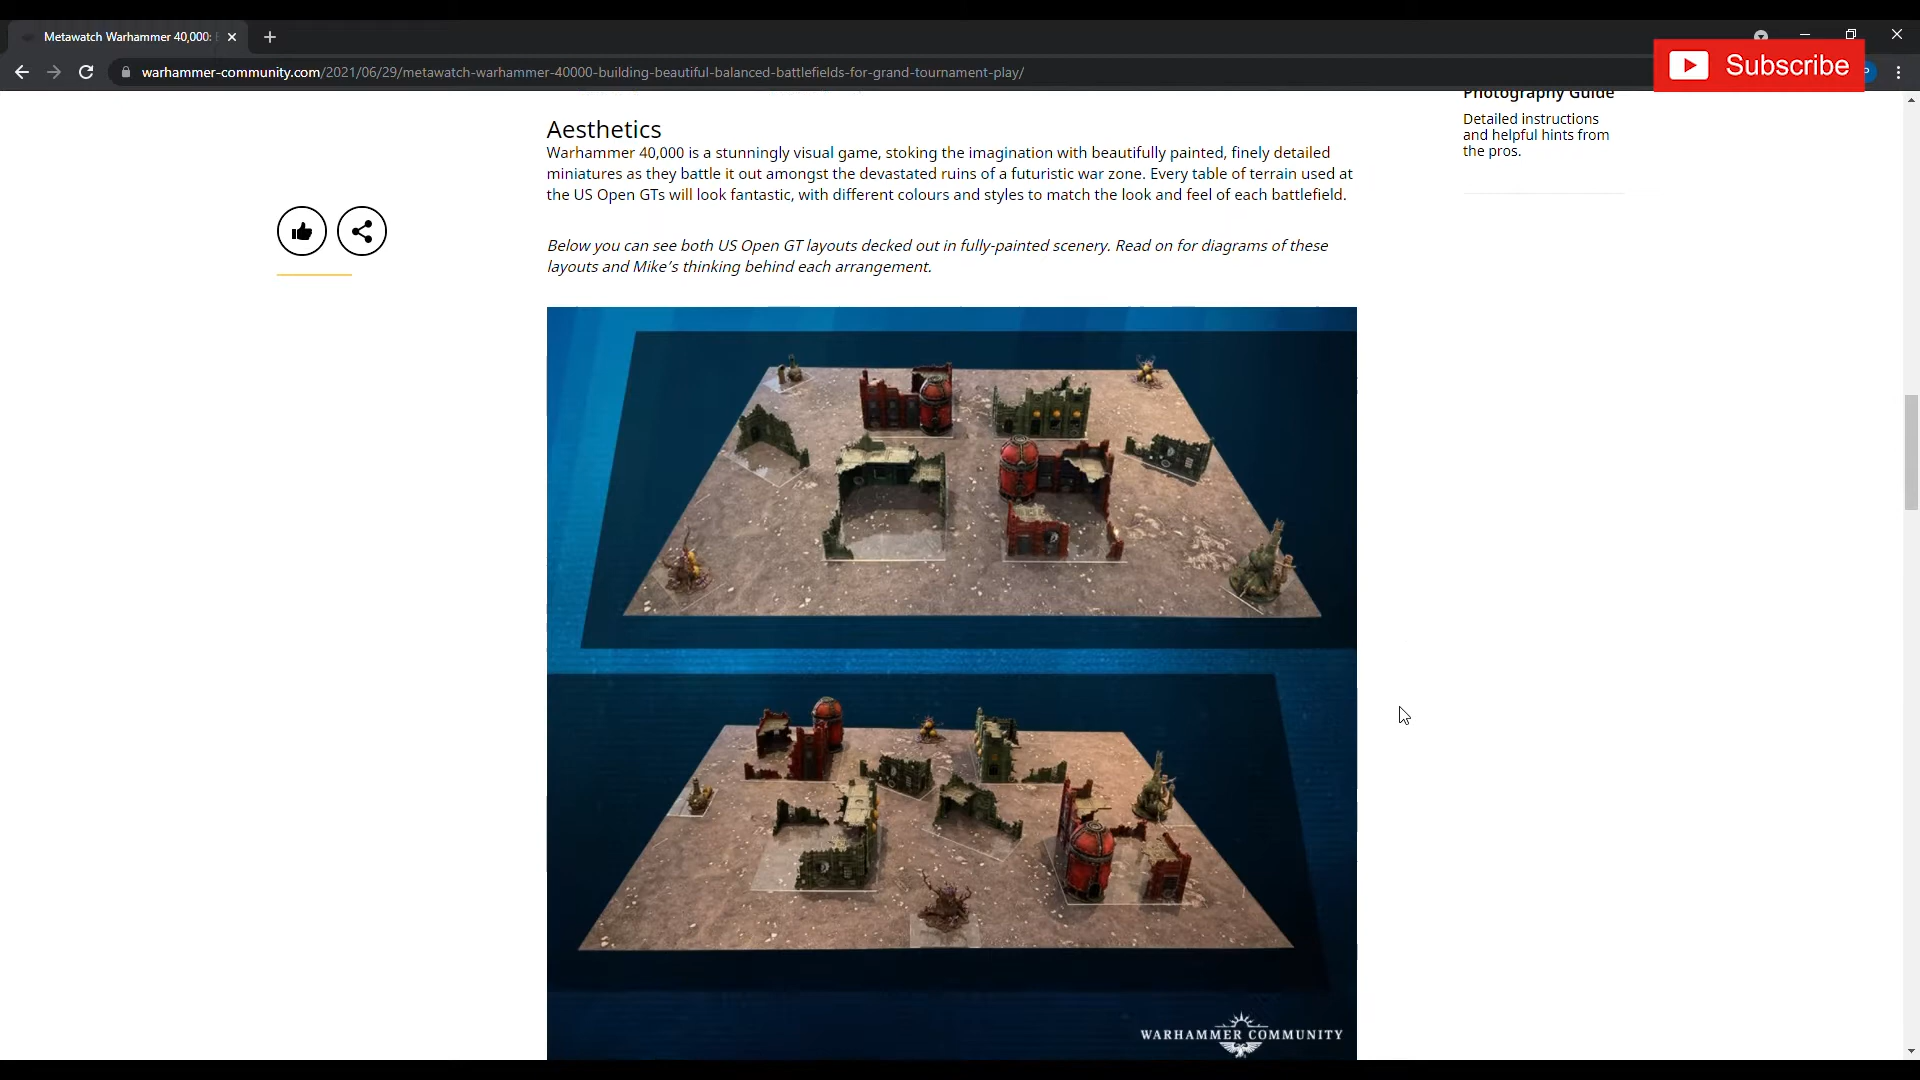 Metawatch Warhammer 40,000:
warhammer-community.com/2021/06/29/metawatch-warhammer-40000-building-beautiful-balanced-battlefields-for-grand-tournament-play/
Subscribe
Photography Guide
Detailed instructions
and helpful hints from
the pros.
Aesthetics
Warhammer 40,000 is a stunningly visual game, stoking the imagination with beautifully painted, finely detailed
miniatures as they battle it out amongst the devastated ruins of a futuristic war zone. Every table of terrain used at
the US Open GTs will look fantastic, with different colours and styles to match the look and feel of each battlefield.
Below you can see both US Open GT layouts decked out in fully-painted scenery. Read on for diagrams of these
layouts and Mike's thinking behind each arrangement.
WARHAMMER COMMUNITY